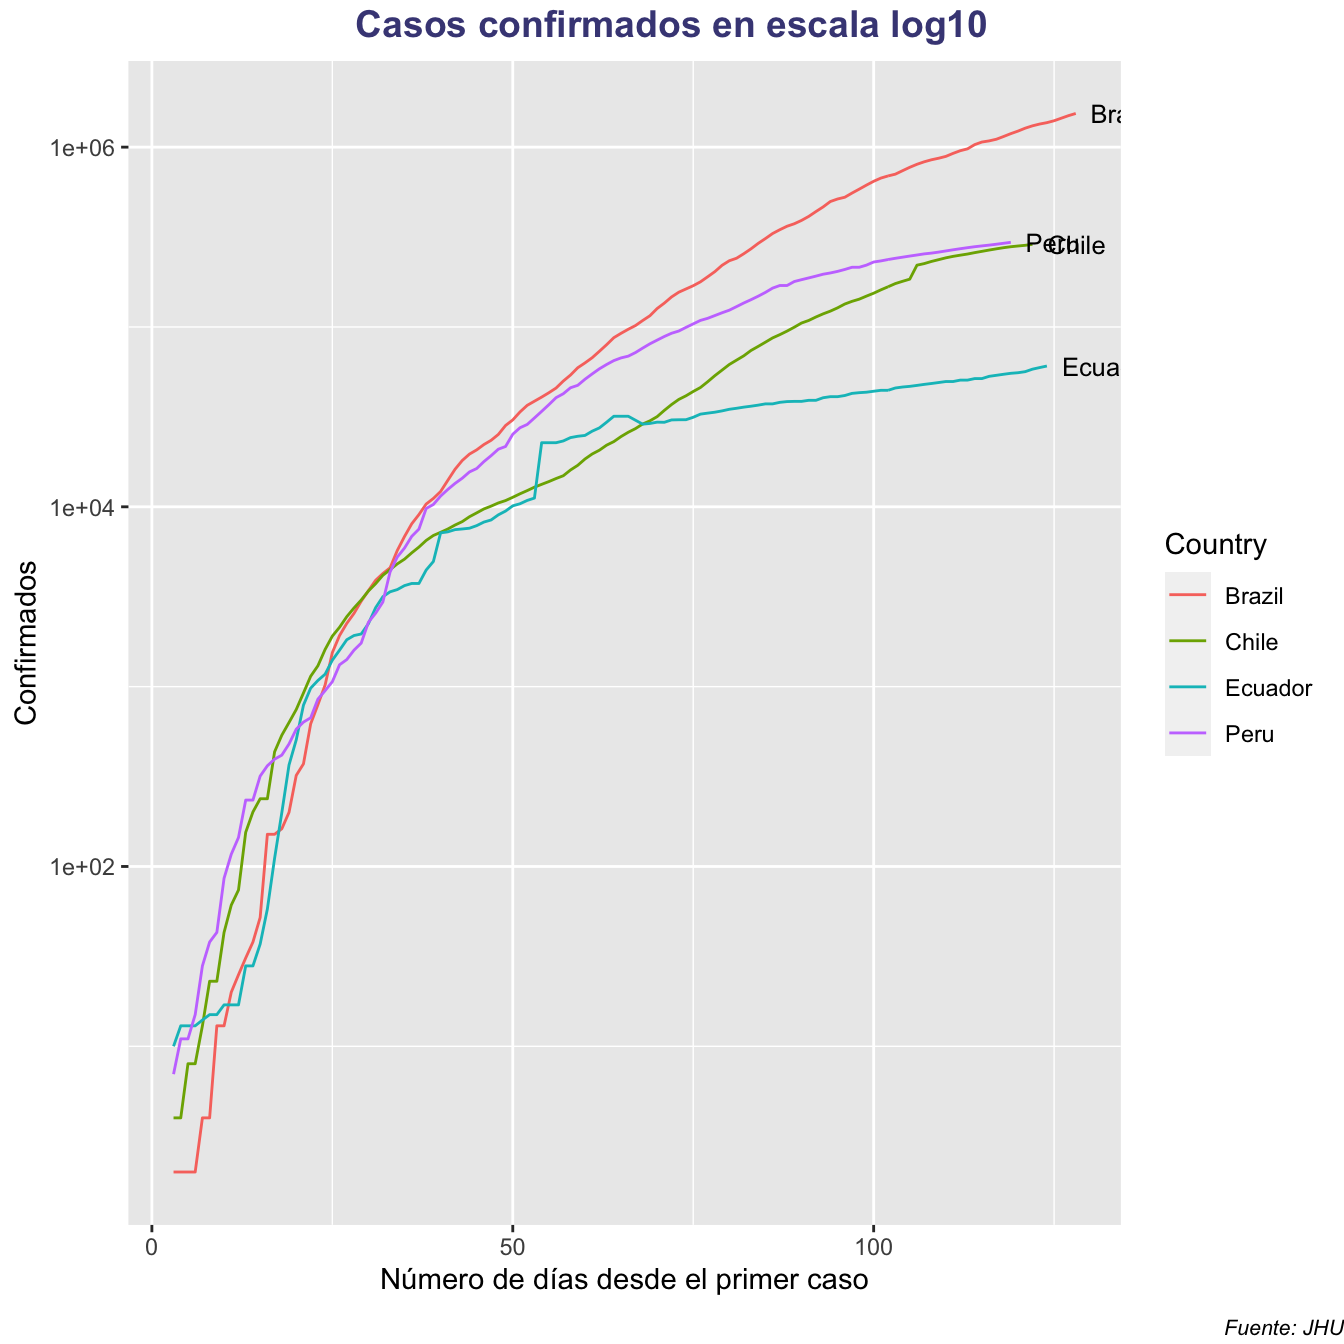 Casos confirmados en escala log10
1e+06
1e+04
1e+02
Confirmados
Bra
Peru
Chile
Ecua
0
50
100
Número de días desde el primer caso
Country
Brazil
Chile
Ecuador
Peru
Fuente: JHU